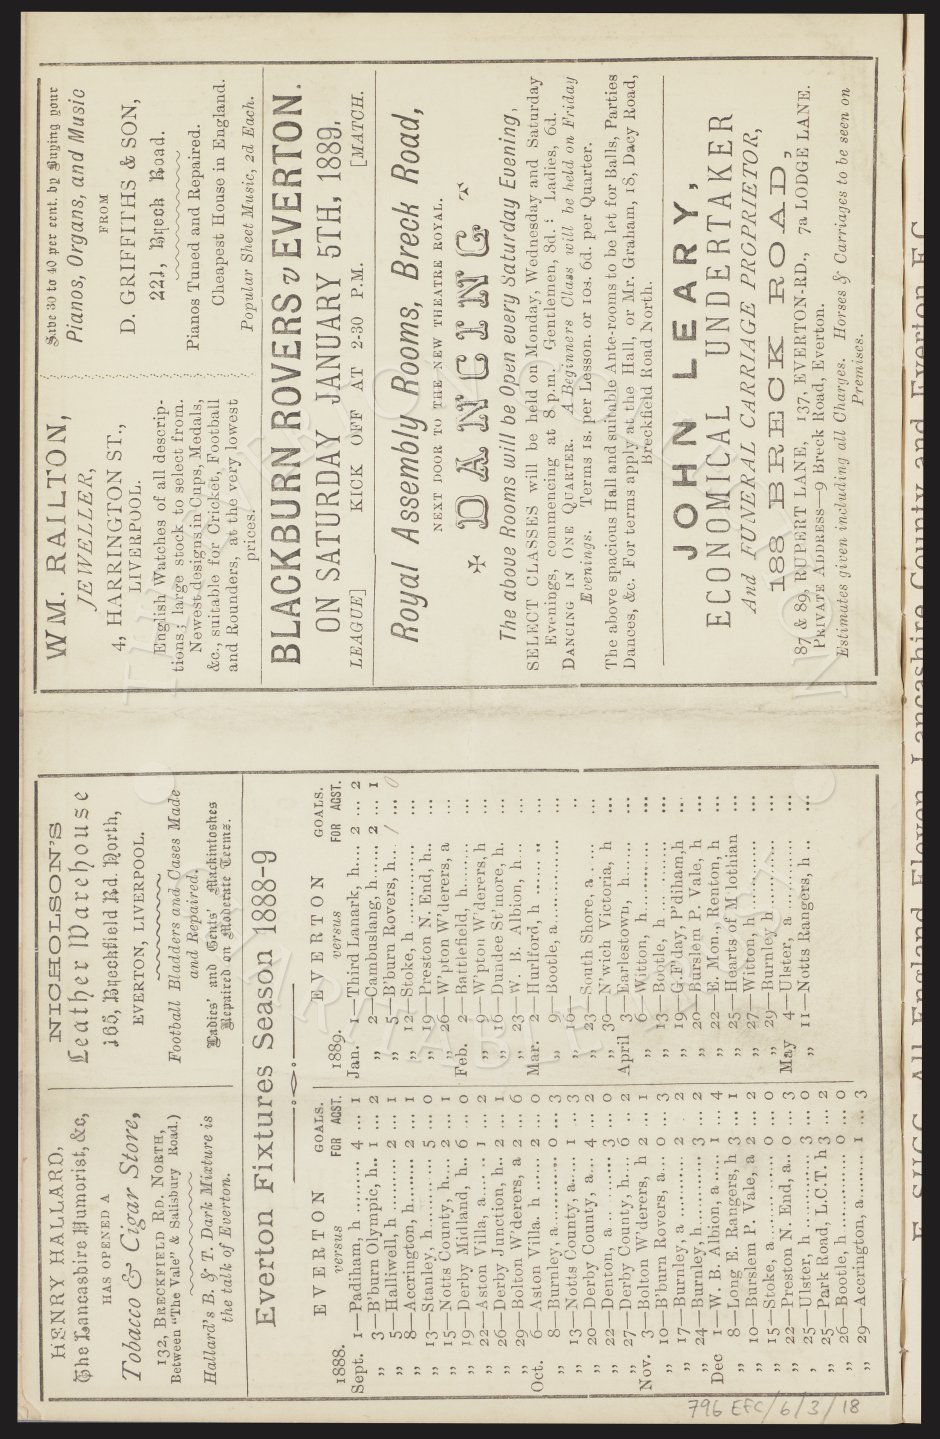 HENRY HALLARD,
The Lancashire Humorist, &c,
HAS OPENED A
Tobacco & Cigar Store,
132, BRECKFIELD RD. NORTH,
Between "The Vale" & Salisbury Road.)
Hallard's B. & T. Dark Mixture is
the talk of Everton.
NICHOLSON'S
Leather Warehouse
165, Breckfield Rd. North,
EVERTON, LIVERPOOL.
Football Bladders and Cases Made
and Repaired.
Ladies' and Gents' Mackintoshes
Repaired on Moderate Terms.
Everton Fixtures Season 1888-9
EVERTON GOALS.
1888. versus FOR AGST.
Sept. 1—Padiham, h ......... 4 ... 1
„ 3—B'burn Olympic, h... 1 ... 2
„ 5—Halliwell, h .......... 2 ... 1
„ 8—Accrington, h......... 2 ... 1
„ 13—Stanley, h ............ 5 ... 0
„ 15—Notts County, h...... 2 ... 1
„ 19—Derby Midland, h.. 6 ... 0
„ 22—Aston Villa, a...... 1 ... 2
„ 26—Derby Junction, h.. 2 ... 1
„ 29—Bolton W'derers, a 2 ... 6
Oct. 6—Aston Villa. h ...... 2 ... 0
„ 8—Burnley. a............ 0 ... 3
„ 13—Notts County, a..... 1 ... 3
„ 20—Derby County, a.... 4 ... 2
„ 22—Denton, a ............ 3 ... 0
„ 27—Derby County, h..... 6 ... 2
Nov. 3—Bolton W'derers, h 2 ... 1
„ 10—B'burn Rovers, a... 0 ... 3
„ 17—Burnley, a ............ 2 2
„ 24—Burnley, h............ 3 ... 2
Dec 1—W. B. Albion, a ..... 1 ... 4
„ 8—Long E. Rangers, h 3 ... 1
„ 10—Burslem P. Vale, a 2 ... 2
„ 15—Stoke, a............... 0 ... 0
„ 22—Preston N. End, a... 0 ... 3
„ 25—Ulster, h ............ 3 ... 0
„ 25—Park Road, L.C.T. h 3 ... 2
„ 26—Bootle, h ............ 0 ... 0
„ 29—Accrington, a........ 1 ... 3
EVERTON GOALS.
1889. versus FOR AGST.
Jan. 1—Third Lanark, h.... 2 ... 2
„ 2—Cambuslang, h...... 2 ... 1
„ 5—B'burn Rovers, h... / ... 0
„ 12—Stoke, h ............ ...
„ 19 Preston N. End, h.. ...
„ 26 W'pton W'derers, a ...
Feb. 2 Battlefield, h........ ...
„ 9—W'pton W'derers, h ...
„ 16 Dundee St'more, h. ...
„ 23 W. B. Albion, h ... ...
Mar. 2—Hurlford, h ...... .. ...
„ 9 Bootle, a............... ...
„ 16— ..
„ 23—South Shore, a ..... ...
„ 30—N'wich Victoria, h ...
April 3—Earlestown, h....... ...
„ 6—Witton, h............ ...
„ 13 Bootle, h ............ ...
„ 19 G.F'day, P'diham,h ...
„ 20—Burslem P. Vale, h ...
„ 22—E. Mon., Renton, h ...
„ 25—Hearts of M'lothian ...
„ 27—Witton, h ............ ...
„ 29—Burnley h ............ ...
May 4—Ulster, a ............ ...
„ 11—Notts Rangers, h .. ...
WM. RAILTON,
JEWELLER,
4, HARRINGTON ST.,
LIVERPOOL.
English Watches of all descrip-
tions; large stock to select from.
Newest designs in Cups, Medals,
&c., suitable for Cricket, Football
and Rounders, at the very lowest
prices.
Save 30 to 40 per cent. by Buying your
Pianos, Organs, and Music
FROM
D. GRIFFITHS & SON,
221, Breck Road.
Pianos Tuned and Repaired.
Cheapest House in England.
Popular Sheet Music, 2d Each.
BLACKBURN ROVERS v EVERTON.
ON SATURDAY JANUARY 5TH, 1889,
LEAGUE] KICK OFF AT 2-30 P.M. [MATCH.
Royal Assembly Rooms, Breck Road,
NEXT DOOR TO THE NEW THEATRE ROYAL.
DANCING
The above Rooms will be Open every Saturday Evening,
SELECT CLASSES will be held on Monday, Wednesday and Saturday
Evenings, commencing at 8 p.m. Gentlemen, 8d.: Ladies, 6d.
DANCING IN ONE QUARTER. A Beginners Class will be held on Friday
Evenings. Terms 1s. per Lesson. or 10s. 6d. per Quarter.
The above spacious Hall and suitable Ante-rooms to be let for Balls, Parties
Dances, &c. For terms apply at the Hall, or Mr. Graham, 18, Dacy Road,
Breckfield Road North.
JOHN LEARY,
ECONOMICAL UNDERTAKER
And FUNERAL CARRIAGE PROPRIETOR,
188 BRECK ROAD,
87 & 89, RUPERT LANE, 137, EVERTON-RD., 7a LODGE LANE.
PRIVATE ADDRESS—9 Breck Road, Everton.
Estimates given including all Charges. Horses & Carriages to be seen on
Premises.
796 EFC/6/3/18